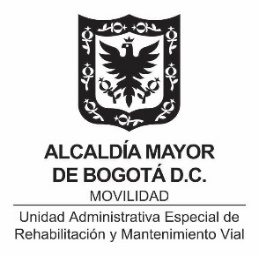 ALCALDÍA MAYOR
DE BOGOTÁ D.C.
MOVILIDAD
Unidad Administrativa Especial de
Rehabilitación y Mantenimiento Vial